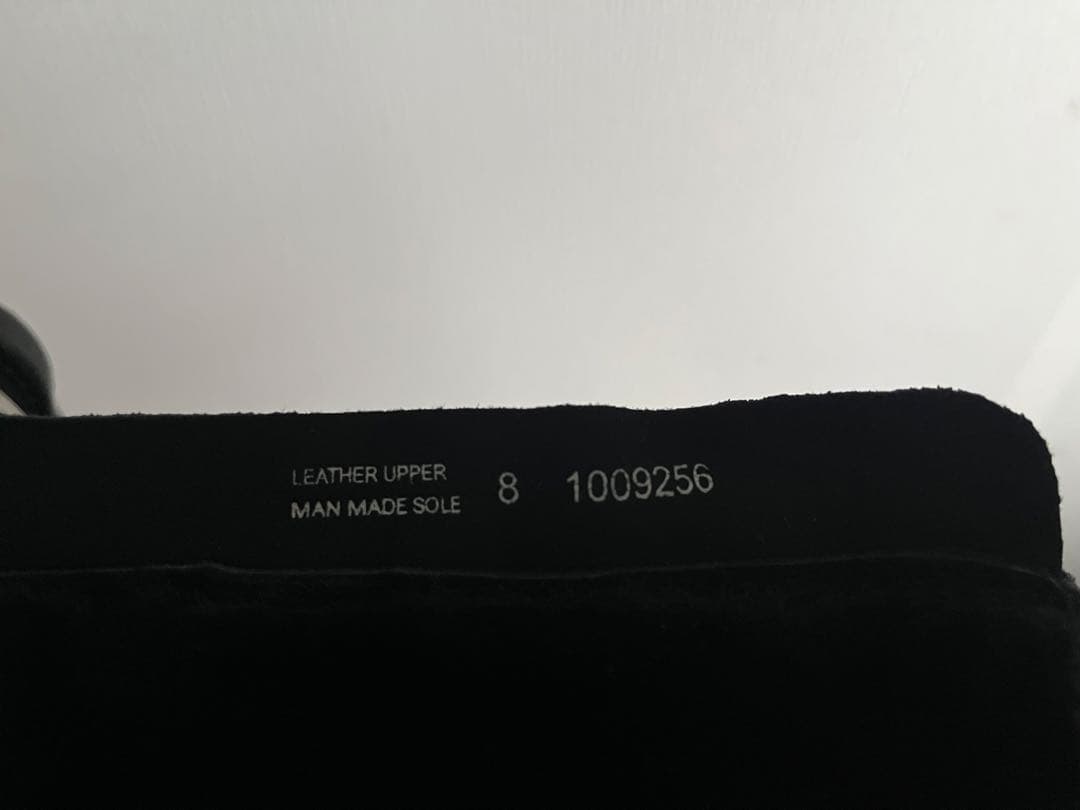 LEATHER UPPER
MAN MADE SOLE
8
1009256